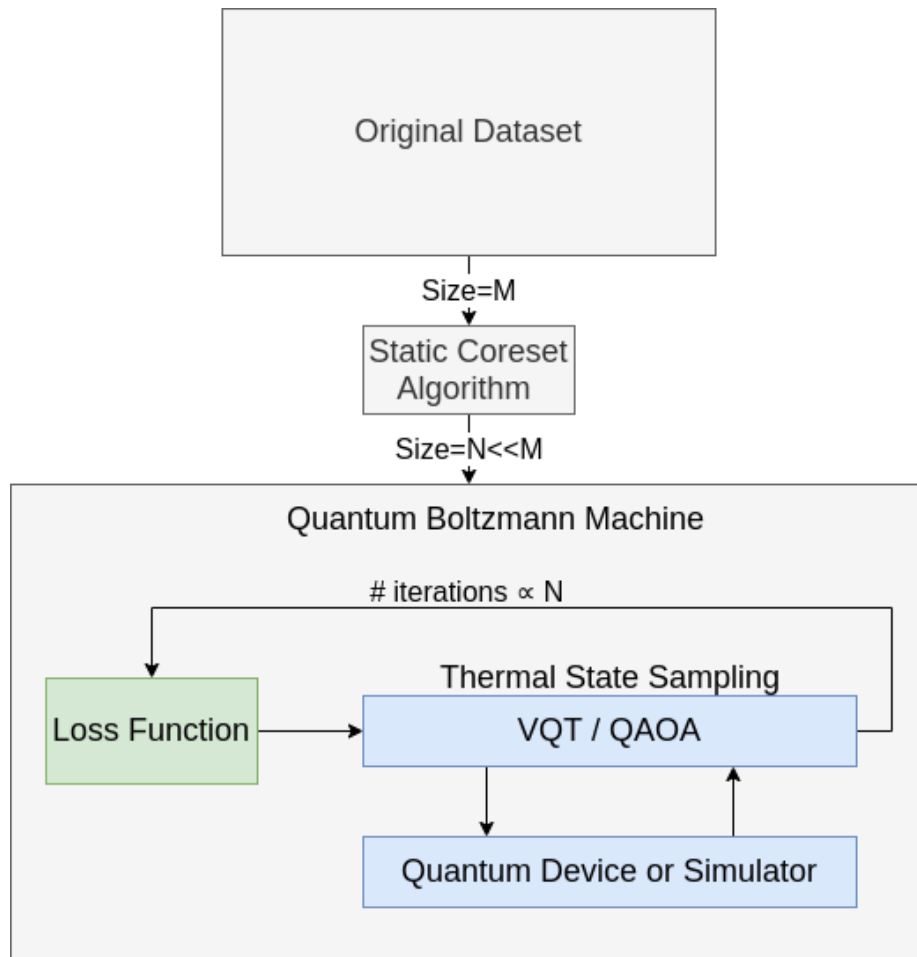 Original Dataset
Size=M
Static Coreset
Algorithm
Size=N<<M
Quantum Boltzmann Machine
# iterations ∝ N
Thermal State Sampling
Loss Function
VQT / QAOA
Quantum Device or Simulator